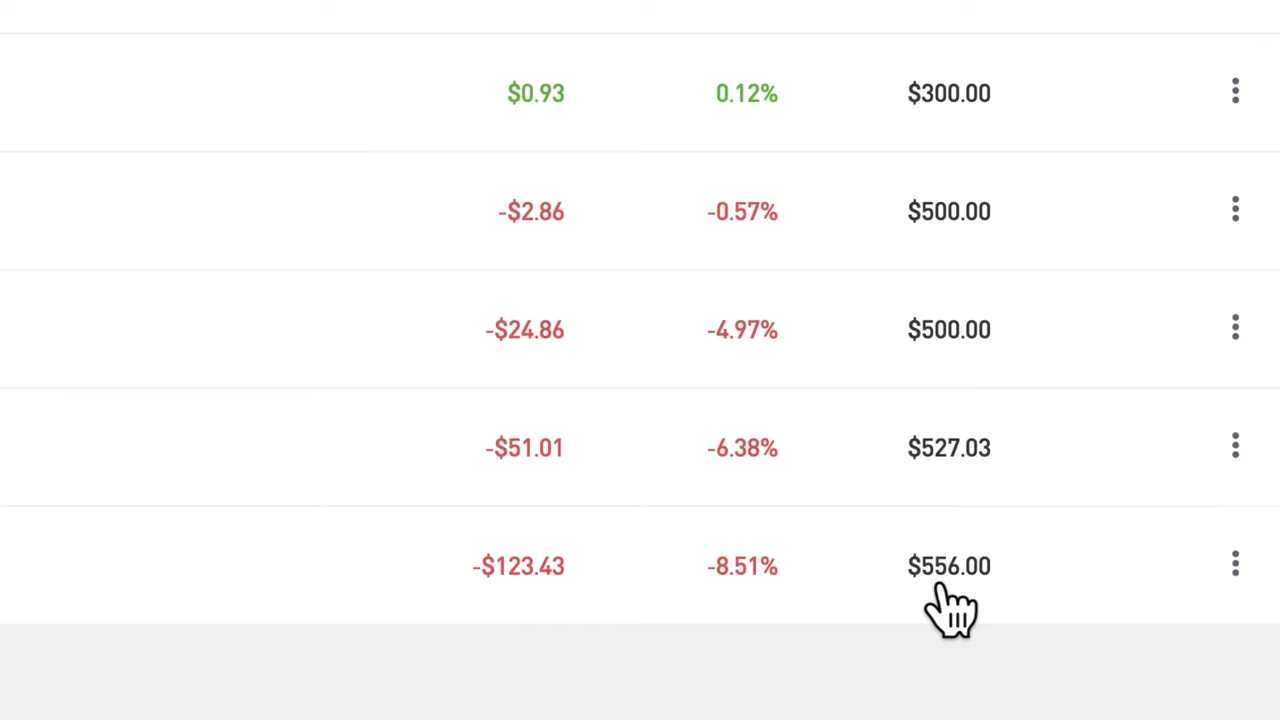 $0.93 0.12% $300.00
-$2.86 -0.57% $500.00
-$24.86 -4.97% $500.00
-$51.01 -6.38% $527.03
-$123.43 -8.51% $556.00